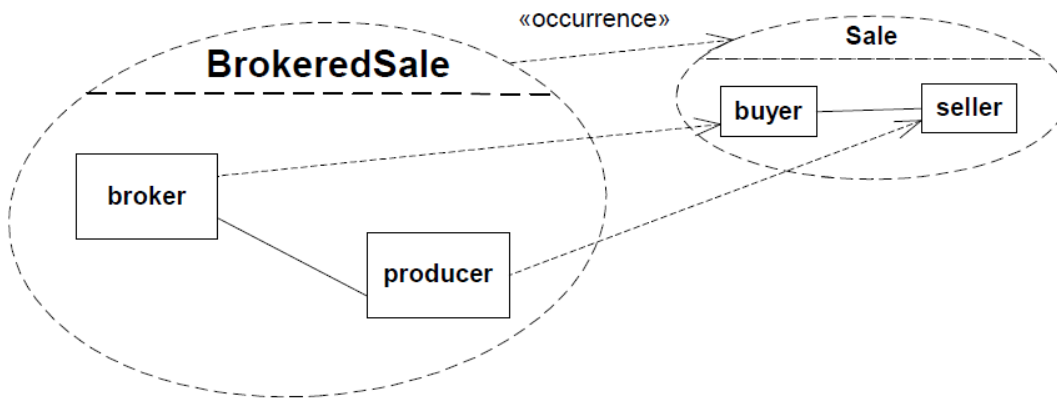 «occurrence»
BrokeredSale
Sale
buyer
seller
broker
producer